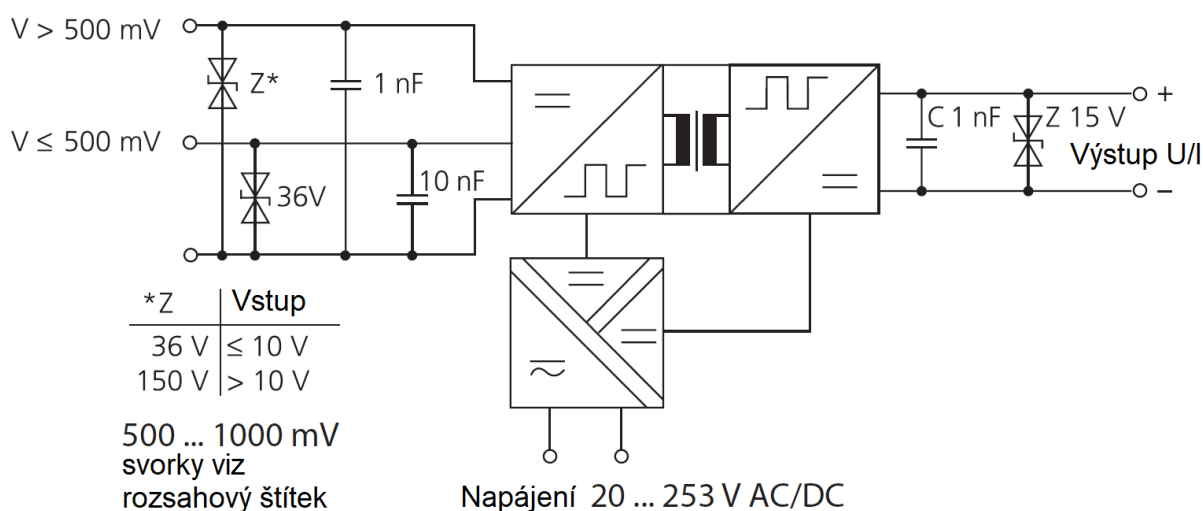 V > 500 mV
Z*
1 nF
V ≤ 500 mV
36V
10 nF
C 1 nF
Z 15 V
+
Výstup U/I
–
*Z Vstup
36 V ≤ 10 V
150 V > 10 V
500 ... 1000 mV
svorky viz
rozsahový štítek
Napájení 20 ... 253 V AC/DC